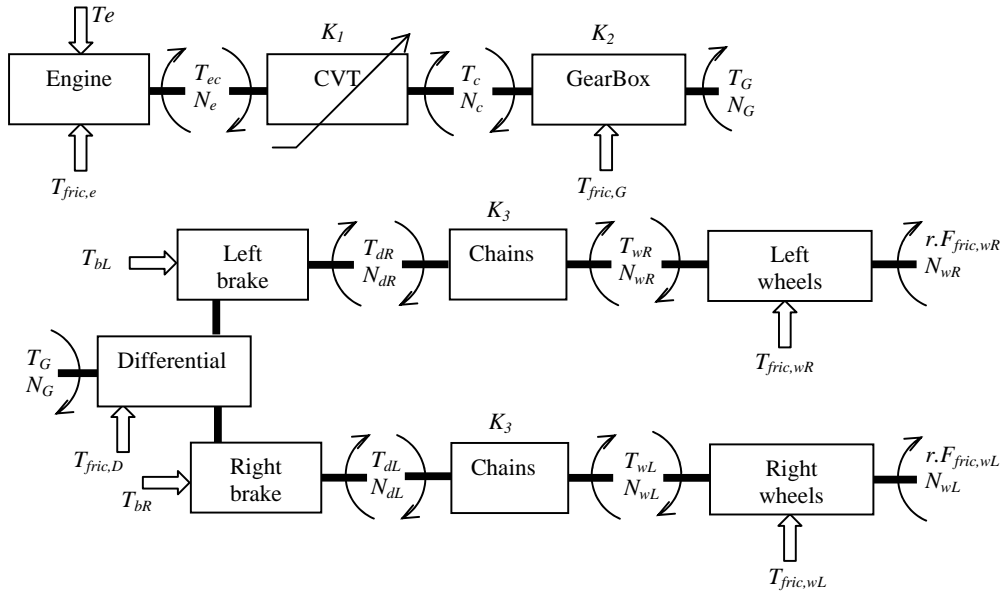 Te
K1
K2
Engine
Tec
Ne
CVT
Tc
Nc
GearBox
TG
NG
Tfric,e
Tfric,G
K3
TbL
Left
brake
TdR
NdR
Chains
TwR
NwR
Left
wheels
r.Ffric,wR
NwR
TG
NG
Differential
Tfric,wR
Tfric,D
K3
TbR
Right
brake
TdL
NdL
Chains
TwL
NwL
Right
wheels
r.Ffric,wL
NwL
Tfric,wL